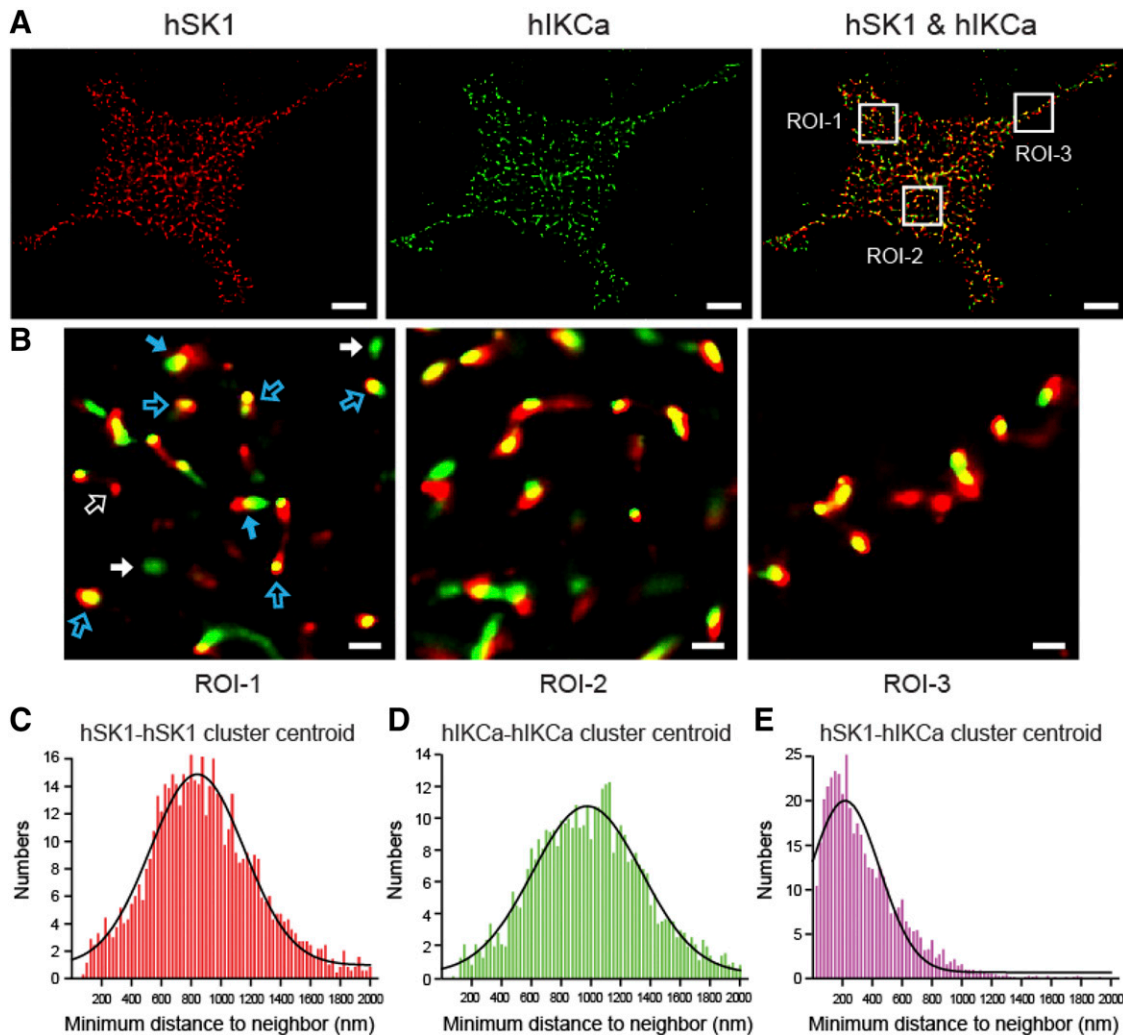 A
hSK1
hIKCa
hSK1 & hIKCa
ROI-1
ROI-3
ROI-2
B
ROI-1
ROI-2
ROI-3
C
hSK1-hSK1 cluster centroid
16
14
12
10
8
6
4
2
0
Numbers
200 400 600 800 1000 1200 1400 1600 1800 2000
Minimum distance to neighbor (nm)
D
hIKCa-hIKCa cluster centroid
14
12
10
8
6
4
2
0
Numbers
200 400 600 800 1000 1200 1400 1600 1800 2000
Minimum distance to neighbor (nm)
E
hSK1-hIKCa cluster centroid
25
20
15
10
5
0
Numbers
200 400 600 800 1000 1200 1400 1600 1800 2000
Minimum distance to neighbor (nm)